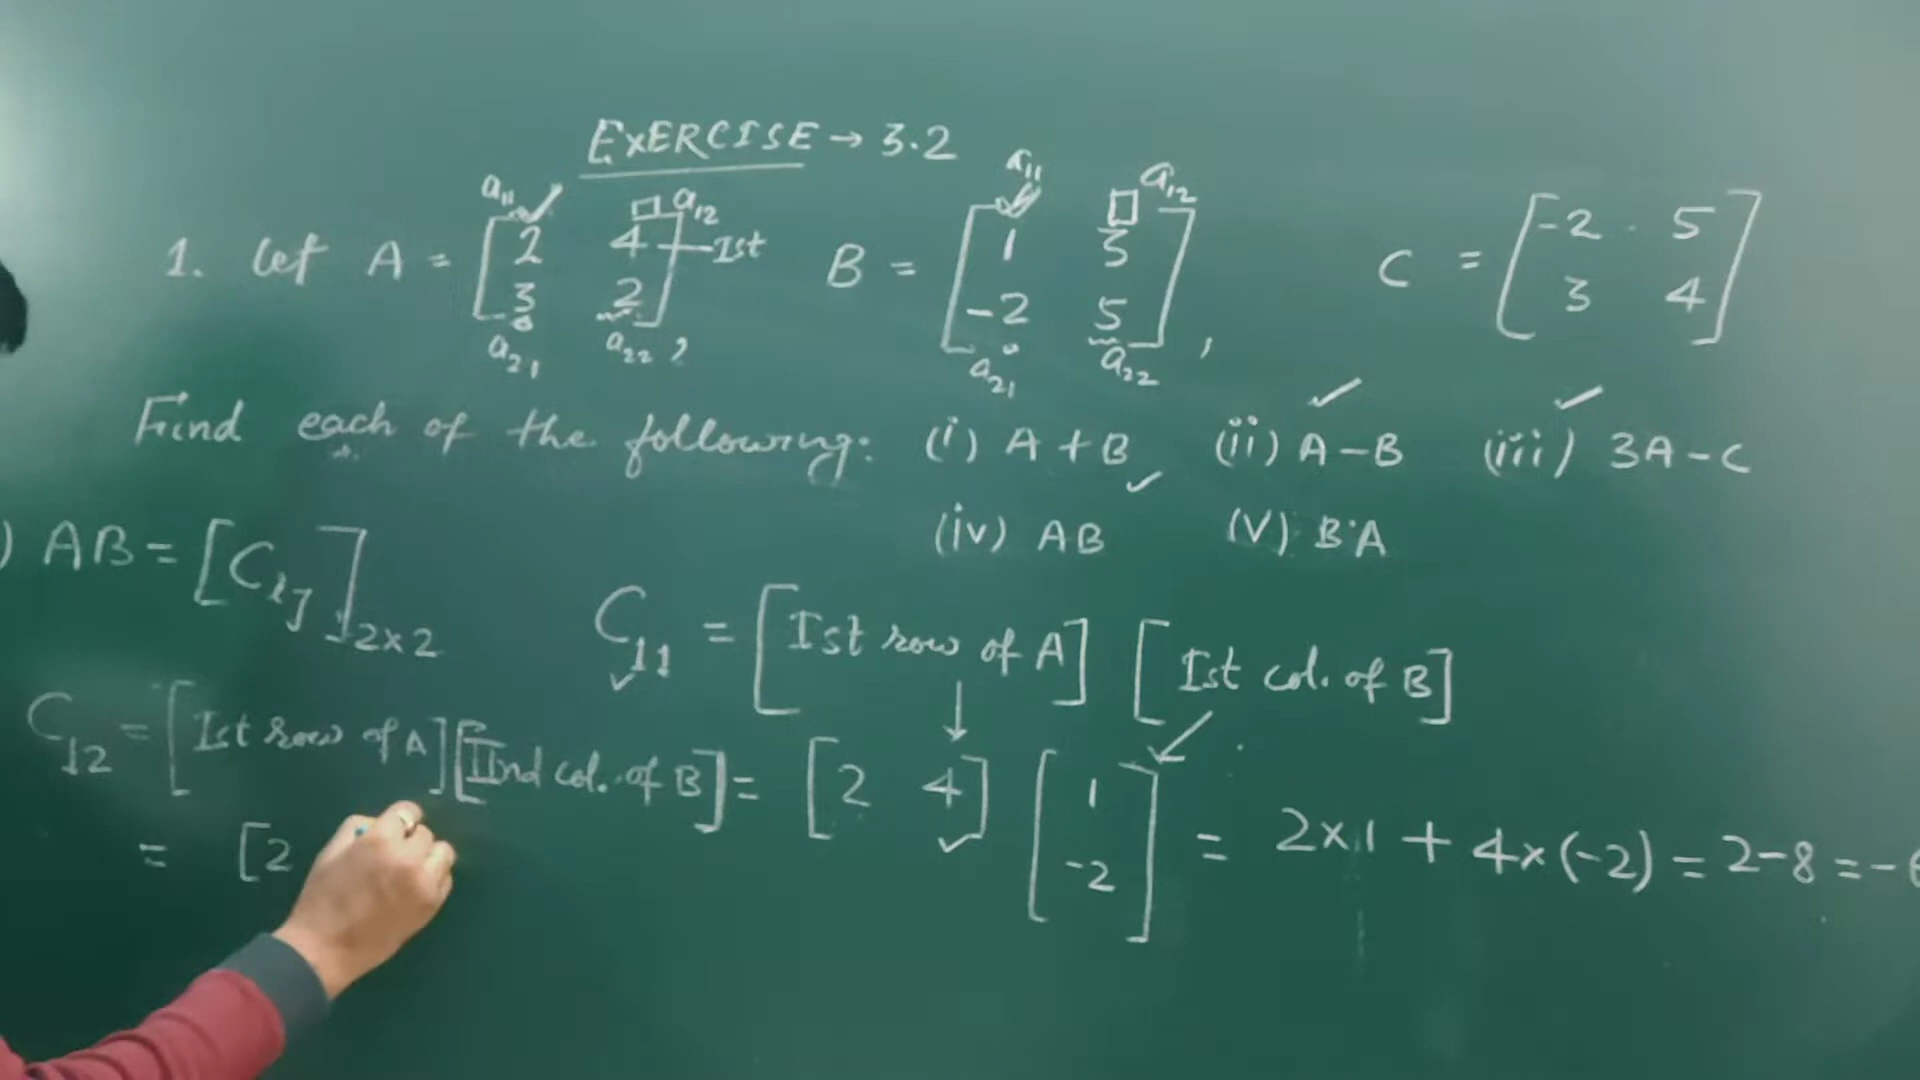 EXERCISE → 3.2
1. Let A = [2 4 3 2], B = [1 3 -2 5], C = [-2 5 3 4]
a11 a12 Ist a21 a22
a11 a12 a21 a22
Find each of the following: (i) A+B (ii) A-B (iii) 3A-C
(iv) AB (v) BA
) AB = [Cij]2×2
C11 = [Ist row of A] [Ist col. of B]
= [2 4] [1 -2] = 2×1 + 4×(-2) = 2-8 = -6
C12 = [Ist row of A] [IInd col. of B]
= [2